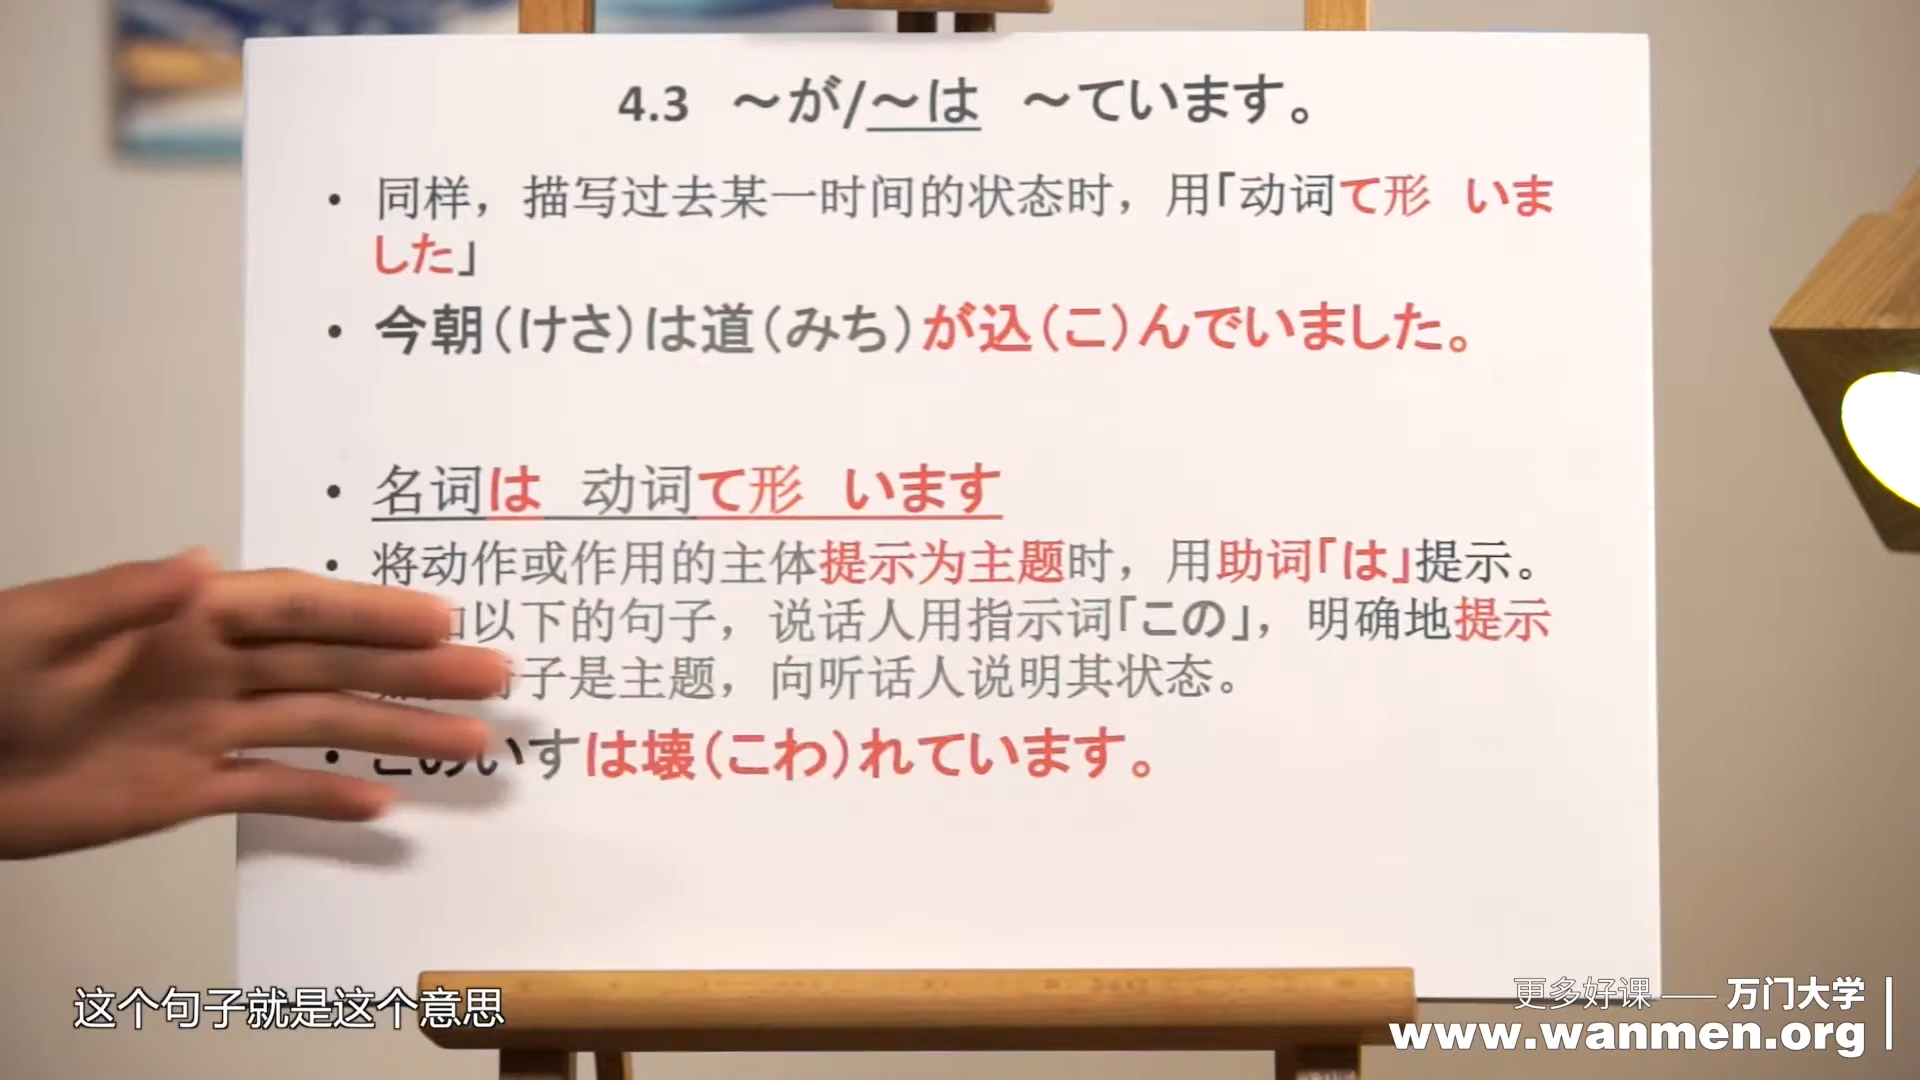 4.3 ～が/～は ～ています。
• 同样，描写过去某一时间的状态时，用「动词て形 いま
した」
• 今朝（けさ）は道（みち）が込（こ）んでいました。
• 名词は 动词て形 います
• 将动作或作用的主体提示为主题时，用助词「は」提示。
以下的句子，说话人用指示词「この」，明确地提示
子是主题，向听话人说明其状态。
• このいすは壊（こわ）れています。
这个句子就是这个意思
更多好课 —— 万门大学
www.wanmen.org